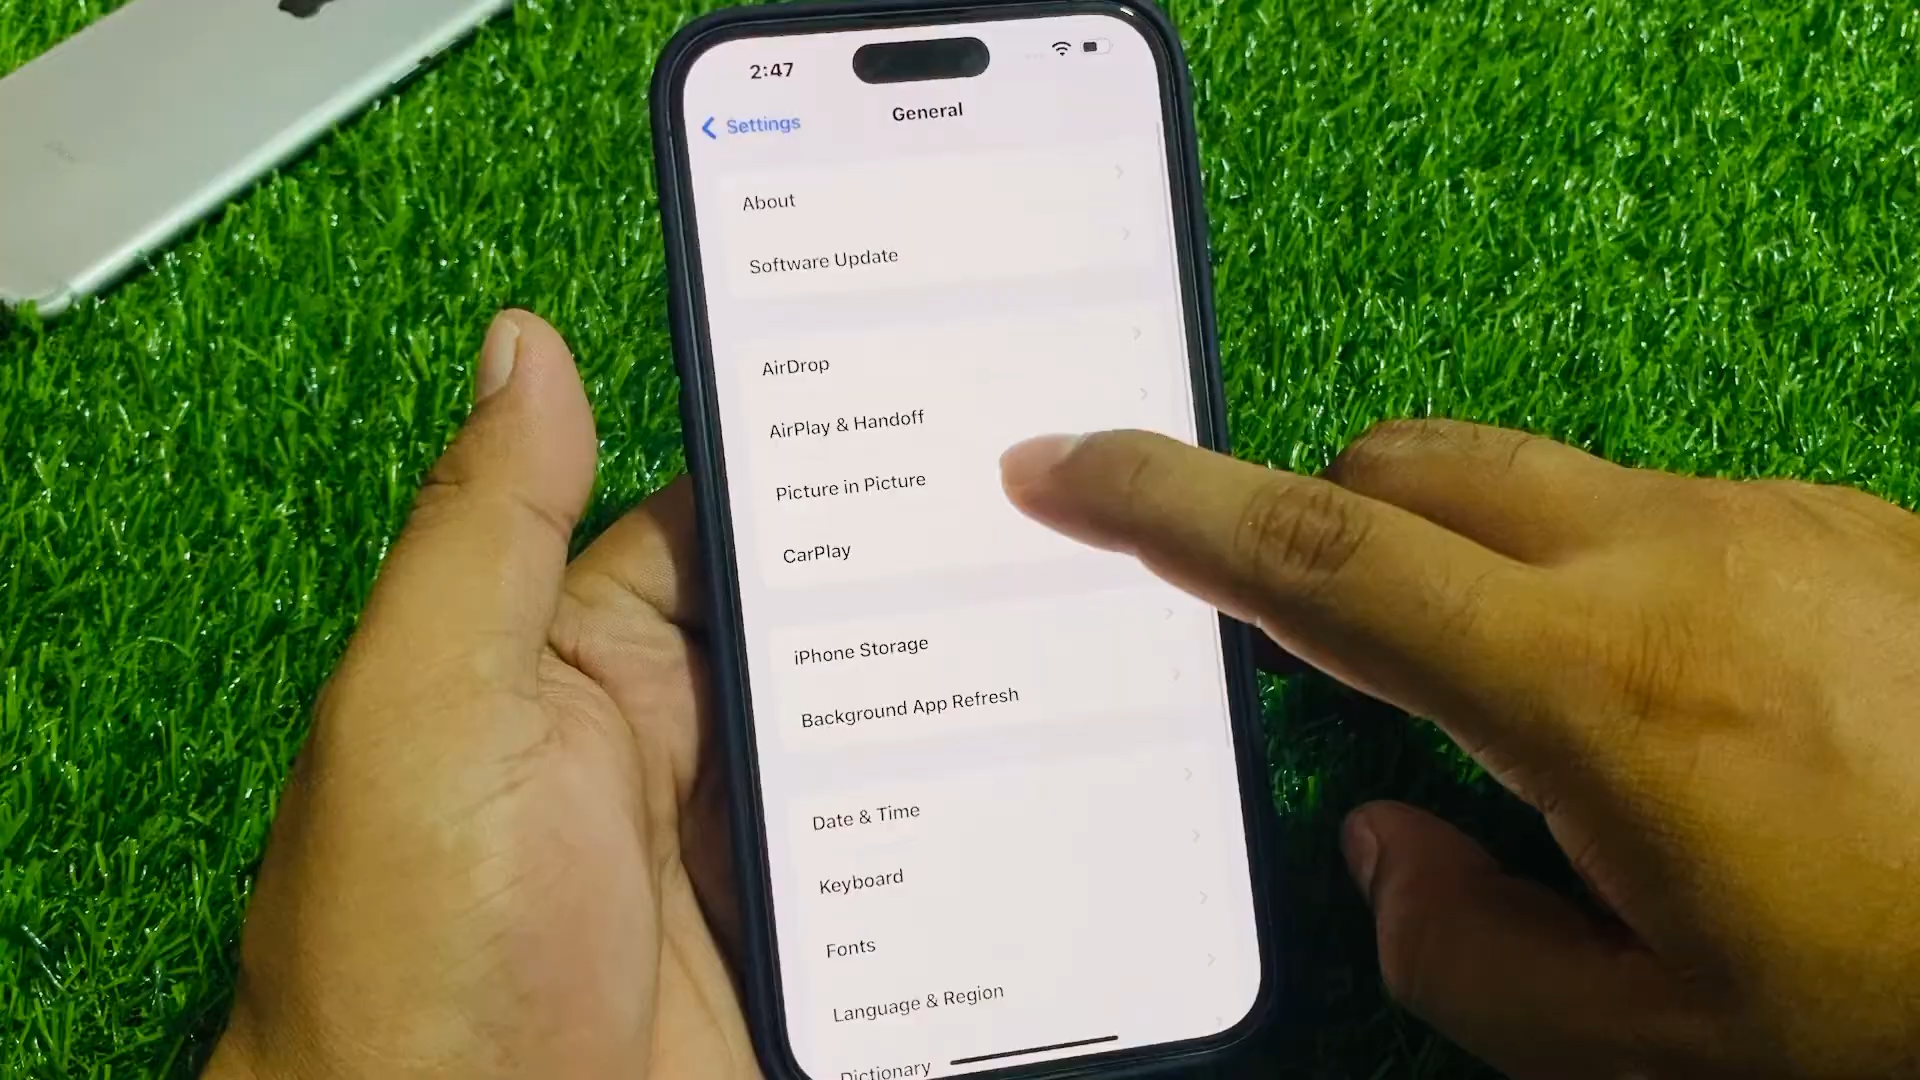 2:47
Settings
General
About
Software Update
AirDrop
AirPlay & Handoff
Picture in Picture
CarPlay
iPhone Storage
Background App Refresh
Date & Time
Keyboard
Fonts
Language & Region
Dictionary